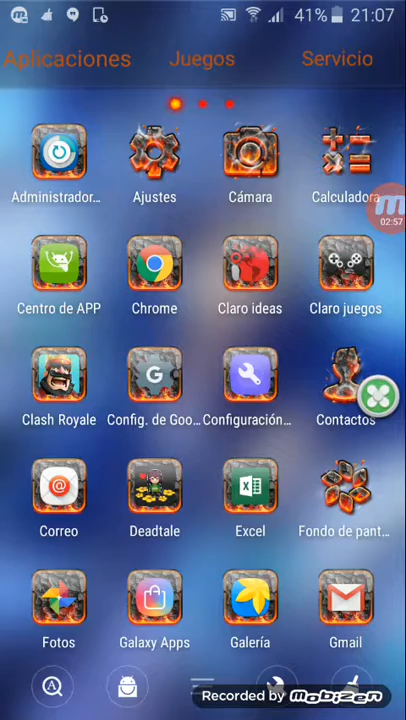 41% 21:07
Aplicaciones Juegos Servicio
Administrador... Ajustes Cámara Calculadora
02:57
Centro de APP Chrome Claro ideas Claro juegos
Clash Royale Config. de Goo... Configuración... Contactos
Correo Deadtale Excel Fondo de pant...
Fotos Galaxy Apps Galería Gmail
Recorded by MOBIZEN